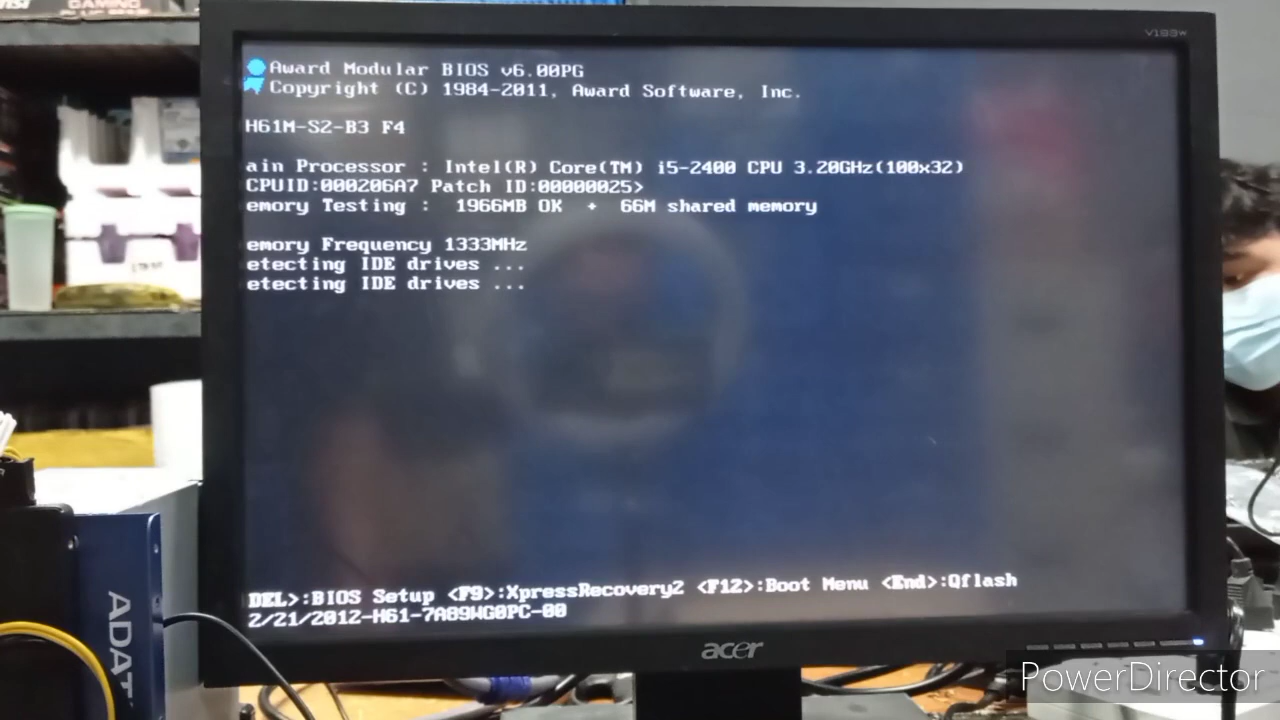 GAMING
V193W
Award Modular BIOS v6.00PG
Copyright (C) 1984-2011, Award Software, Inc.
H61M-S2-B3 F4
ain Processor : Intel(R) Core(TM) i5-2400 CPU 3.20GHz(100x32)
CPUID:000206A7 Patch ID:00000025>
emory Testing : 1966MB OK + 66M shared memory
emory Frequency 1333MHz
etecting IDE drives ...
etecting IDE drives ...
DEL>:BIOS Setup <F9>:XpressRecovery2 <F12>:Boot Menu <End>:Qflash
2/21/2012-H61-7A89WG0PC-00
acer
ADAT
PowerDirector